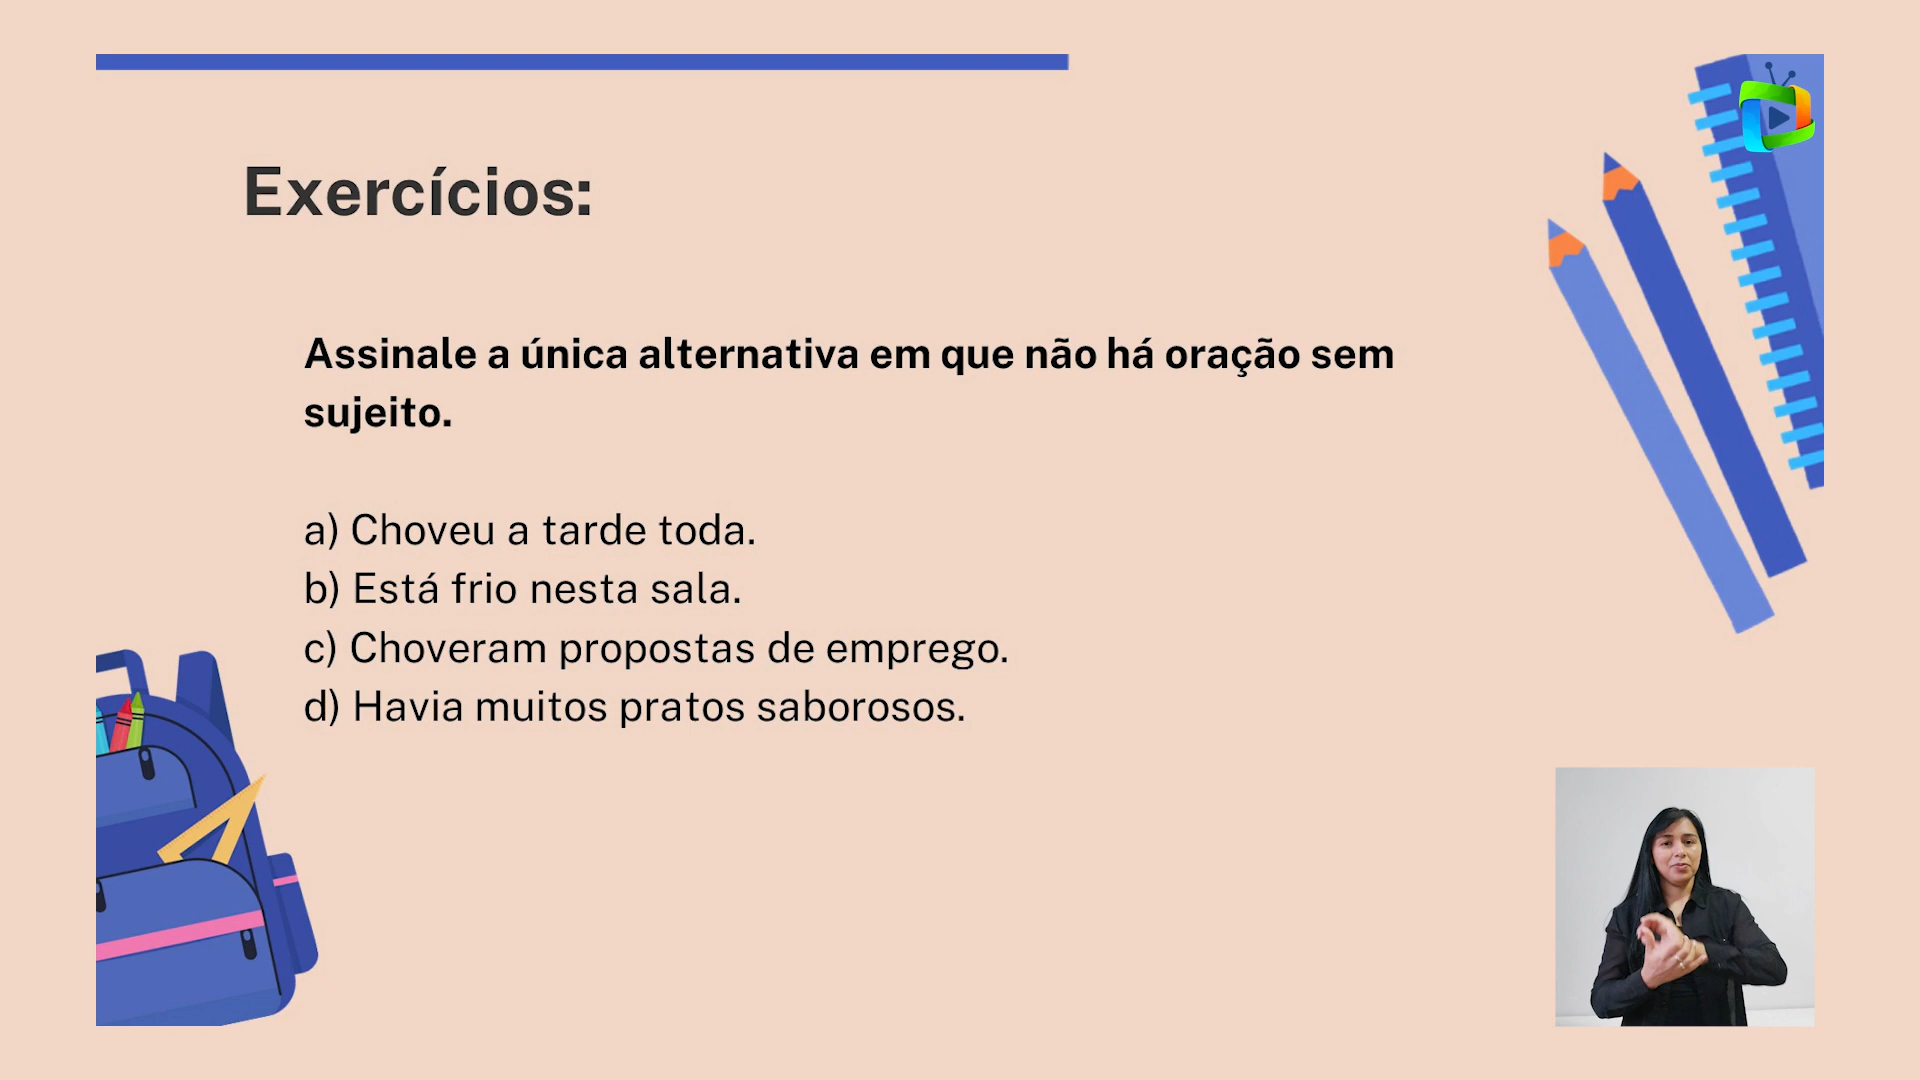 Exercícios:
Assinale a única alternativa em que não há oração sem
sujeito.
a) Choveu a tarde toda.
b) Está frio nesta sala.
c) Choveram propostas de emprego.
d) Havia muitos pratos saborosos.